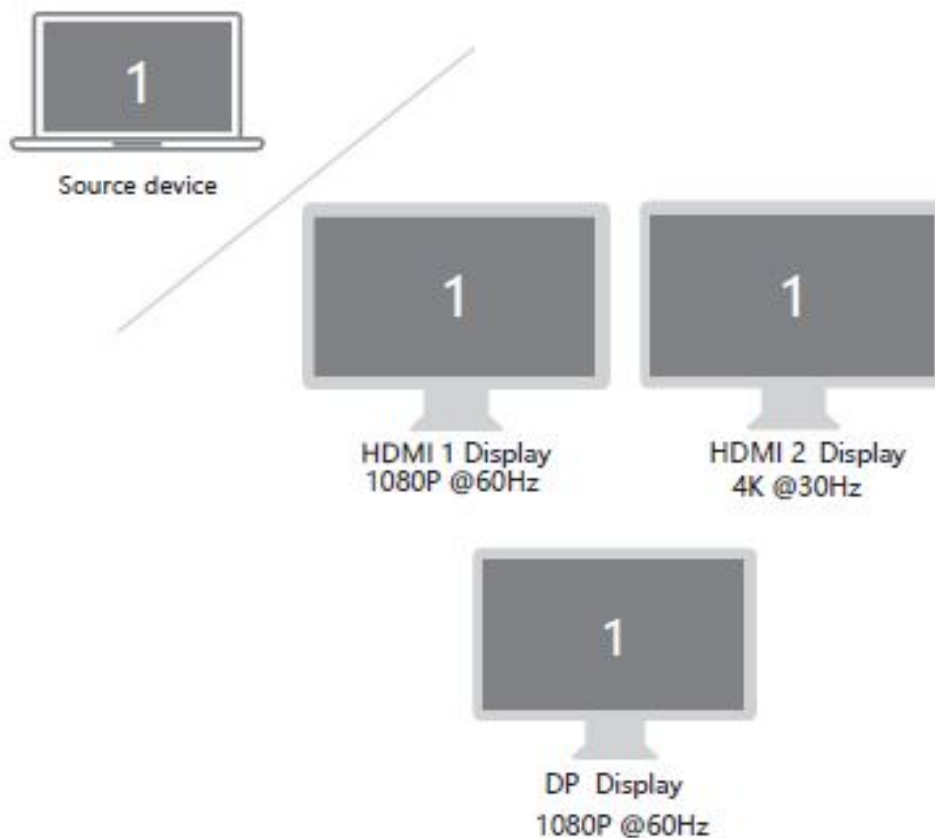 1
Source device
1
1
HDMI 1 Display
1080P @60Hz
HDMI 2 Display
4K @30Hz
1
DP Display
1080P @60Hz